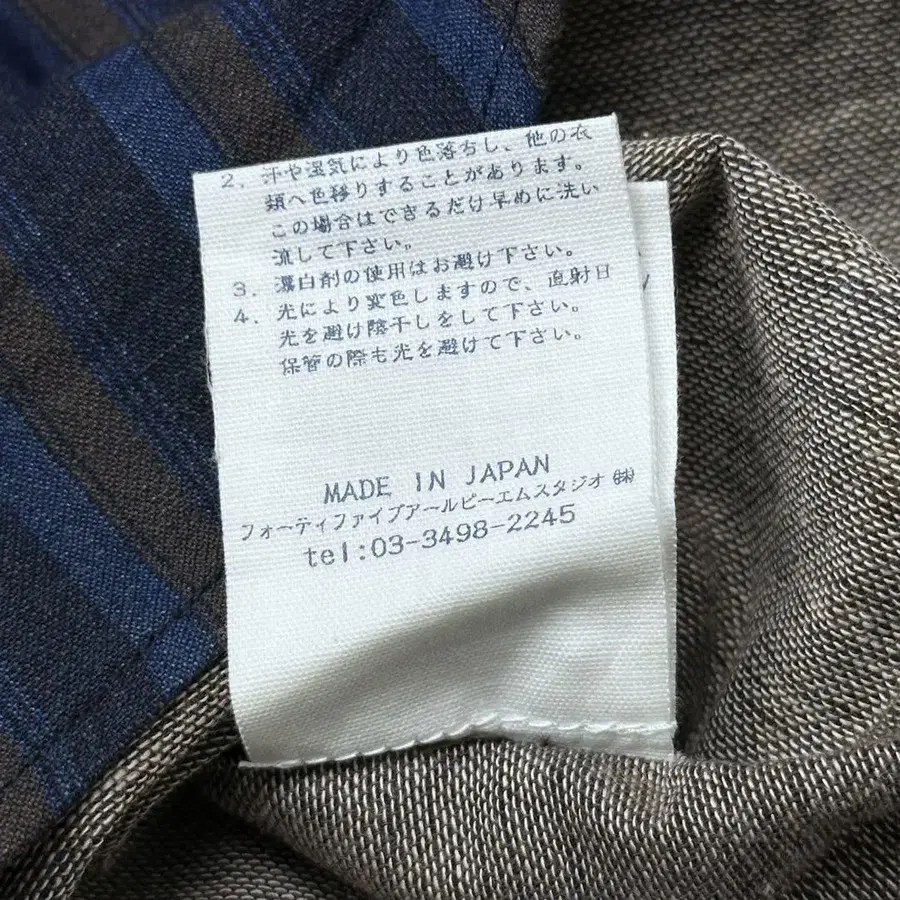 2. 汗や湿気により色落ちし、他の衣
類へ色移りすることがあります。
この場合はできるだけ早めに洗い
流して下さい。
3. 漂白剤の使用はお避け下さい。
4. 光により変色しますので、直射日
光を避け陰干しをして下さい。
保管の際も光を避けて下さい。
MADE IN JAPAN
フォーティファイブアールピーエムスタジオ㈱
tel:03-3498-2245